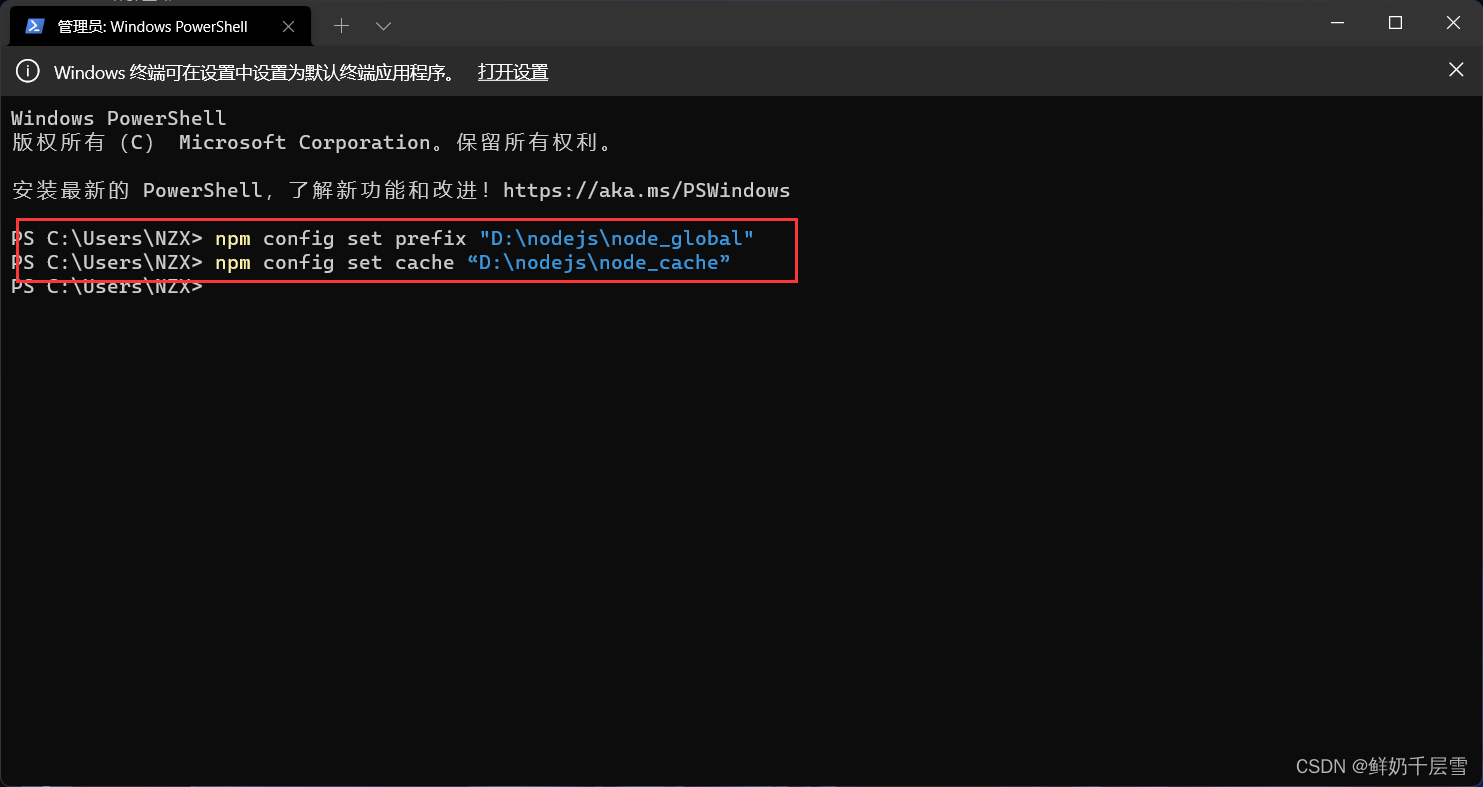 管理员: Windows PowerShell
Windows 终端可在设置中设置为默认终端应用程序。 打开设置
Windows PowerShell
版权所有 (C) Microsoft Corporation。保留所有权利。
安装最新的 PowerShell，了解新功能和改进！https://aka.ms/PSWindows
PS C:\Users\NZX> npm config set prefix "D:\nodejs\node_global"
PS C:\Users\NZX> npm config set cache “D:\nodejs\node_cache”
PS C:\Users\NZX>
CSDN @鲜奶千层雪